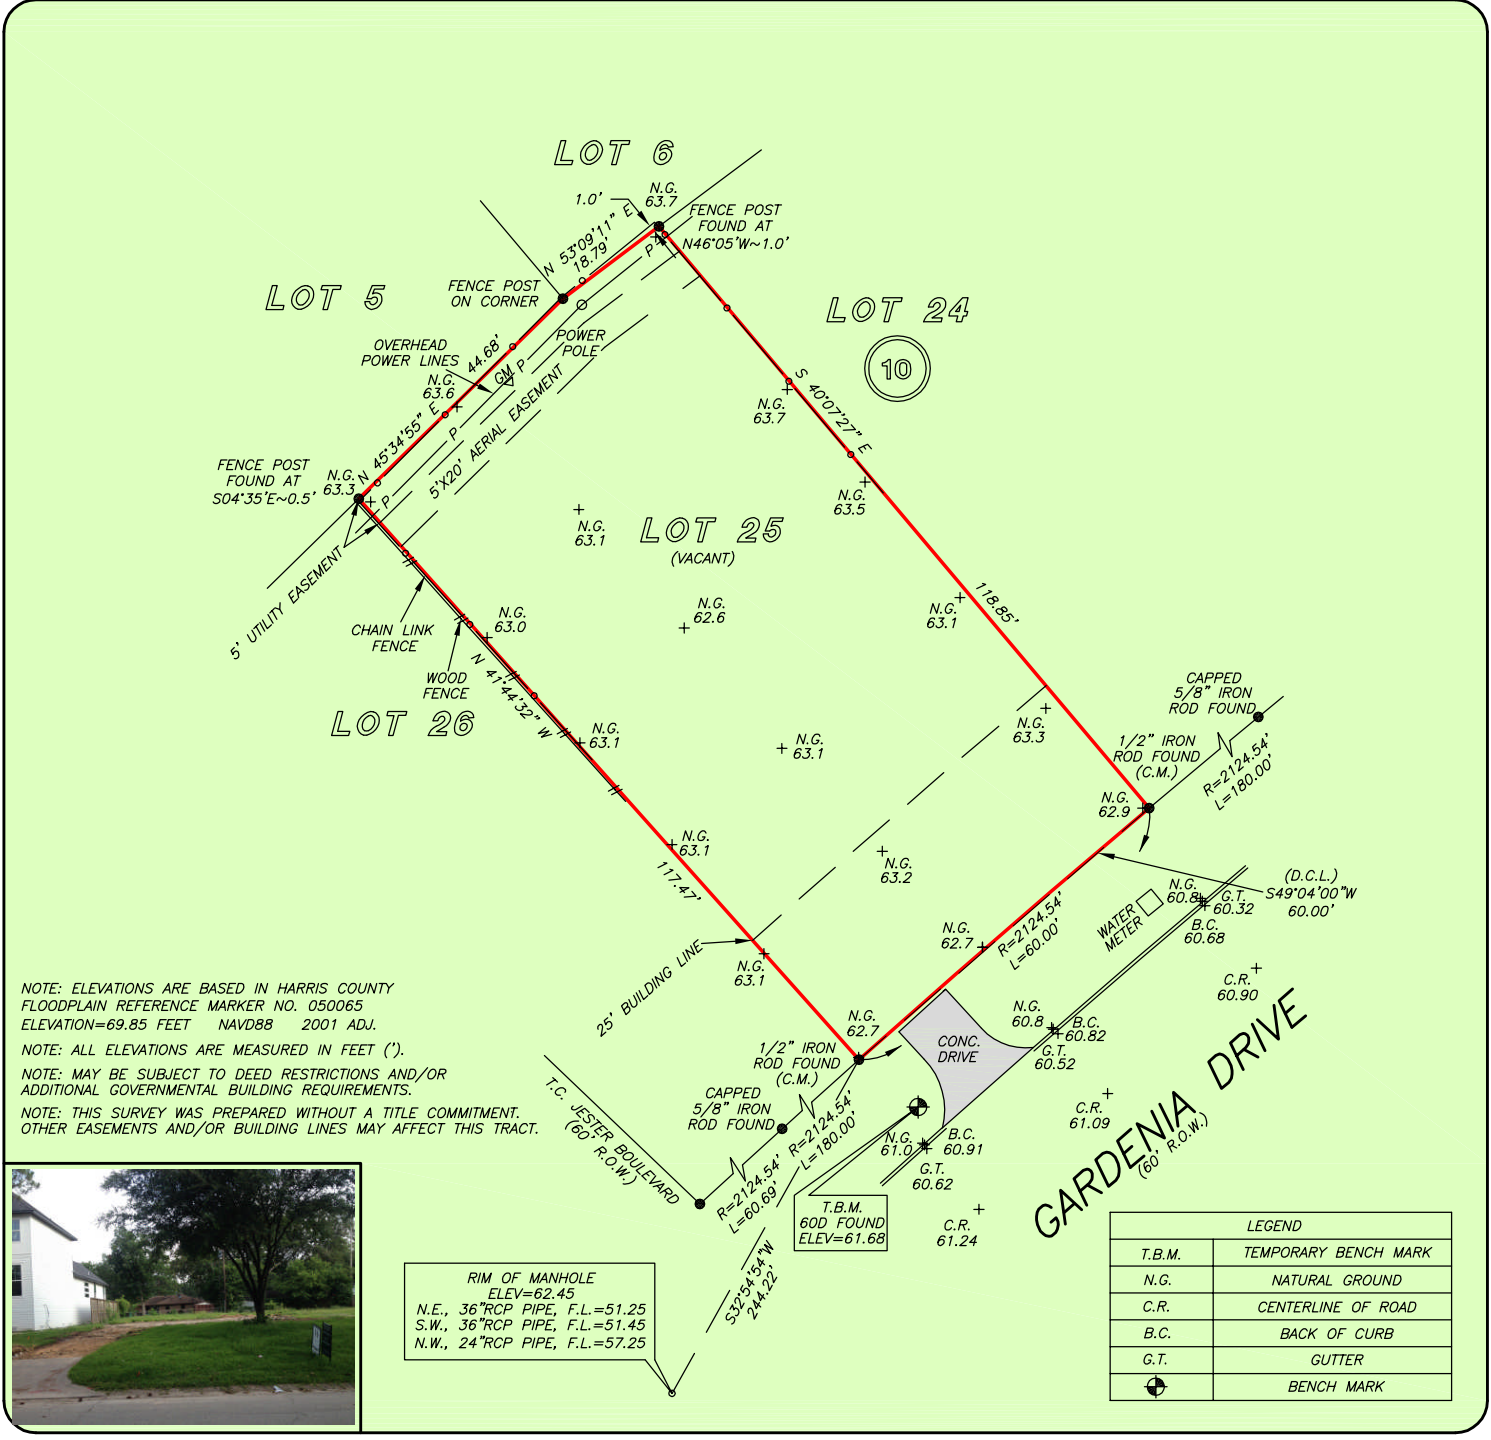 LOT 6
N.G.
63.7
1.0'
FENCE POST
FOUND AT
N46°05'W~1.0'
N 53°09'11" E
18.79'
P
FENCE POST
ON CORNER
LOT 5
LOT 24
10
POWER
POLE
OVERHEAD
POWER LINES
44.68'
GM
P
N.G.
63.6
N 45°34'55" E
P
5'X20' AERIAL EASEMENT
N.G.
63.7
S 40°07'27" E
FENCE POST
FOUND AT
S04°35'E~0.5'
N.G.
63.3
P
N.G.
63.5
N.G.
63.1
LOT 25
(VACANT)
5' UTILITY EASEMENT
CHAIN LINK
FENCE
N.G.
63.0
N.G.
62.6
N.G.
63.1
118.85'
WOOD
FENCE
N 41°44'32" W
LOT 26
N.G.
63.1
N.G.
63.1
N.G.
63.3
CAPPED
5/8" IRON
ROD FOUND
1/2" IRON
ROD FOUND
(C.M.)
R=2124.54'
L=180.00'
N.G.
62.9
N.G.
63.1
117.47'
N.G.
63.2
(D.C.L.)
S49°04'00"W
60.00'
N.G.
60.8
G.T.
60.32
B.C.
60.68
WATER
METER
N.G.
62.7
R=2124.54'
L=60.00'
25' BUILDING LINE
N.G.
63.1
C.R.
60.90
NOTE: ELEVATIONS ARE BASED IN HARRIS COUNTY
FLOODPLAIN REFERENCE MARKER NO. 050065
ELEVATION=69.85 FEET NAVD88 2001 ADJ.
NOTE: ALL ELEVATIONS ARE MEASURED IN FEET (').
NOTE: MAY BE SUBJECT TO DEED RESTRICTIONS AND/OR
ADDITIONAL GOVERNMENTAL BUILDING REQUIREMENTS.
NOTE: THIS SURVEY WAS PREPARED WITHOUT A TITLE COMMITMENT.
OTHER EASEMENTS AND/OR BUILDING LINES MAY AFFECT THIS TRACT.
N.G.
62.7
N.G.
60.8
B.C.
60.82
G.T.
60.52
CONC.
DRIVE
1/2" IRON
ROD FOUND
(C.M.)
CAPPED
5/8" IRON
ROD FOUND
T.C. JESTER BOULEVARD
(60' R.O.W.)
R=2124.54'
L=180.00'
R=2124.54'
L=60.69'
C.R.
61.09
GARDENIA DRIVE
(60' R.O.W.)
N.G.
61.0
B.C.
60.91
G.T.
60.62
T.B.M.
60D FOUND
ELEV=61.68
C.R.
61.24
S32°54'54"W
244.22'
RIM OF MANHOLE
ELEV=62.45
N.E., 36"RCP PIPE, F.L.=51.25
S.W., 36"RCP PIPE, F.L.=51.45
N.W., 24"RCP PIPE, F.L.=57.25
LEGEND
T.B.M. TEMPORARY BENCH MARK
N.G. NATURAL GROUND
C.R. CENTERLINE OF ROAD
B.C. BACK OF CURB
G.T. GUTTER
BENCH MARK